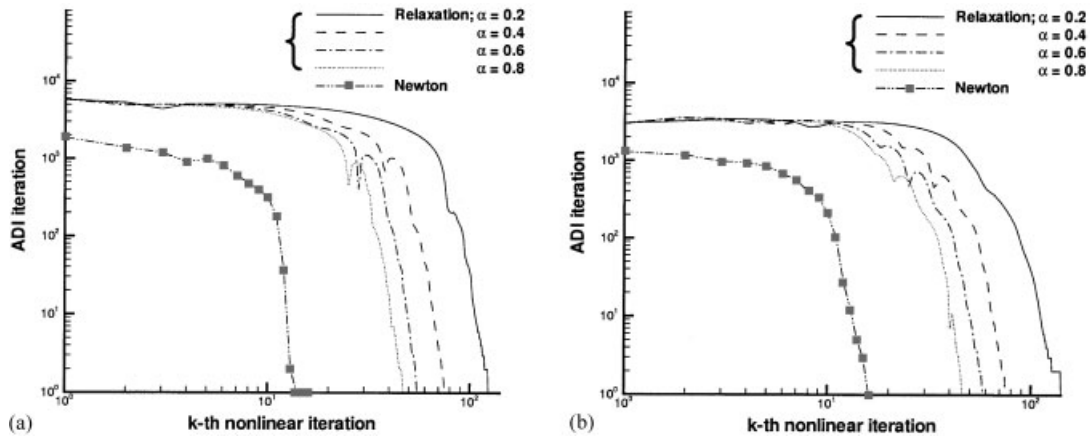 Relaxation; α = 0.2
α = 0.4
α = 0.6
α = 0.8
Newton
10⁴
10³
10²
10¹
10⁰
ADI iteration
10⁰
10¹
10²
k-th nonlinear iteration
(a)
Relaxation; α = 0.2
α = 0.4
α = 0.6
α = 0.8
Newton
10⁴
10³
10²
10¹
10⁰
ADI iteration
10⁰
10¹
10²
k-th nonlinear iteration
(b)